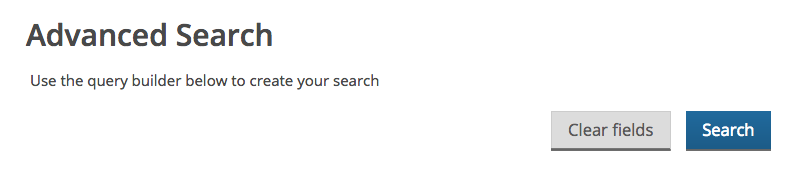 Advanced Search
Use the query builder below to create your search
Clear fields Search